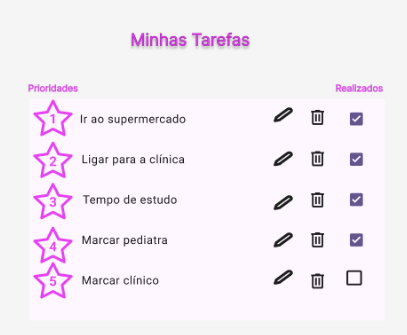 Minhas Tarefas
Prioridades Realizados
1 Ir ao supermercado
2 Ligar para a clínica
3 Tempo de estudo
4 Marcar pediatra
5 Marcar clínico